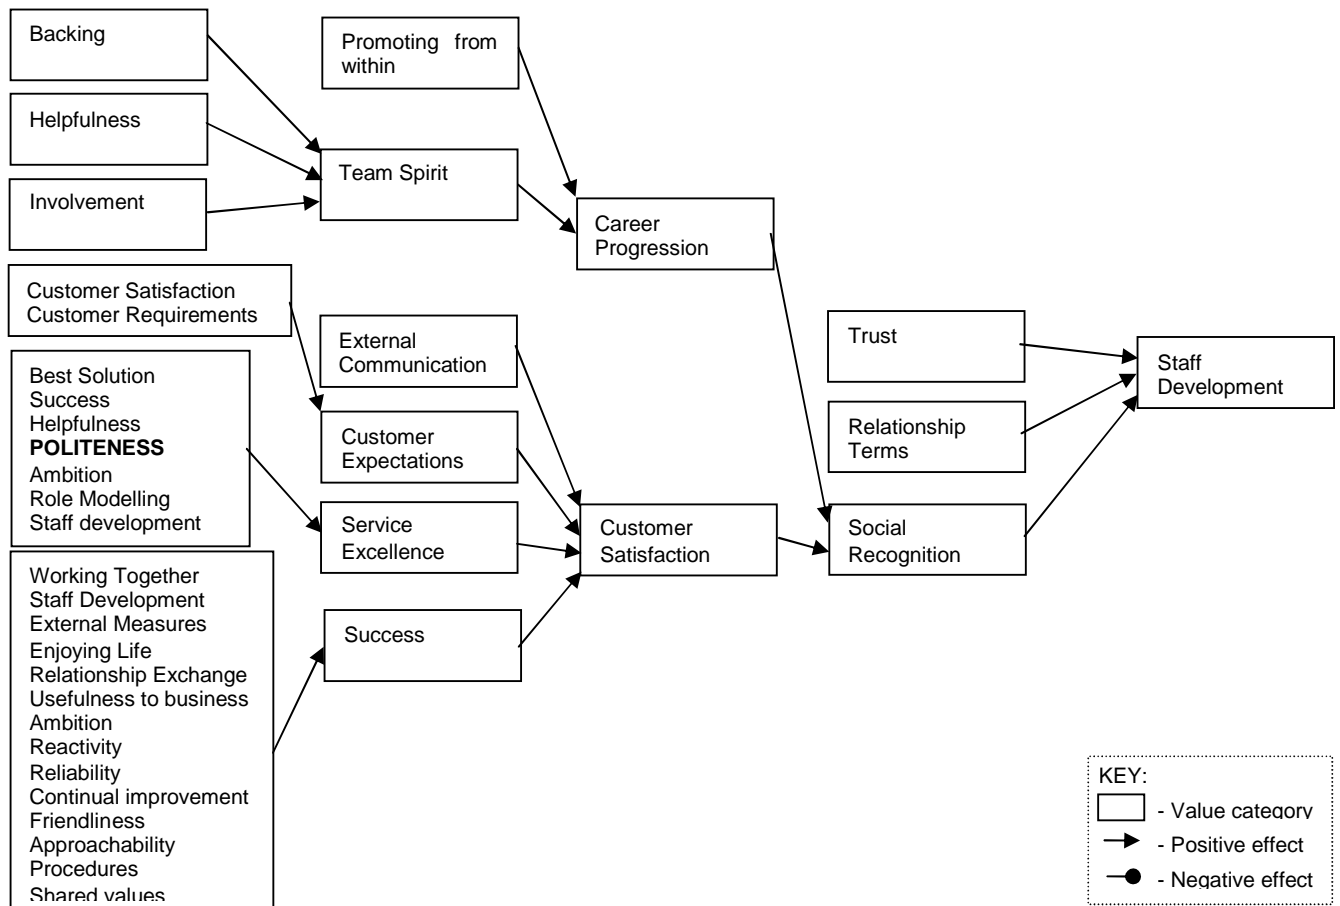 Backing
Promoting from
within
Helpfulness
Team Spirit
Involvement
Career
Progression
Customer Satisfaction
Customer Requirements
External
Communication
Trust
Staff
Development
Best Solution
Success
Helpfulness
POLITENESS
Ambition
Role Modelling
Staff development
Customer
Expectations
Relationship
Terms
Service
Excellence
Customer
Satisfaction
Social
Recognition
Working Together
Staff Development
External Measures
Enjoying Life
Relationship Exchange
Usefulness to business
Ambition
Reactivity
Reliability
Continual improvement
Friendliness
Approachability
Procedures
Shared values
Success
KEY:
- Value category
- Positive effect
- Negative effect